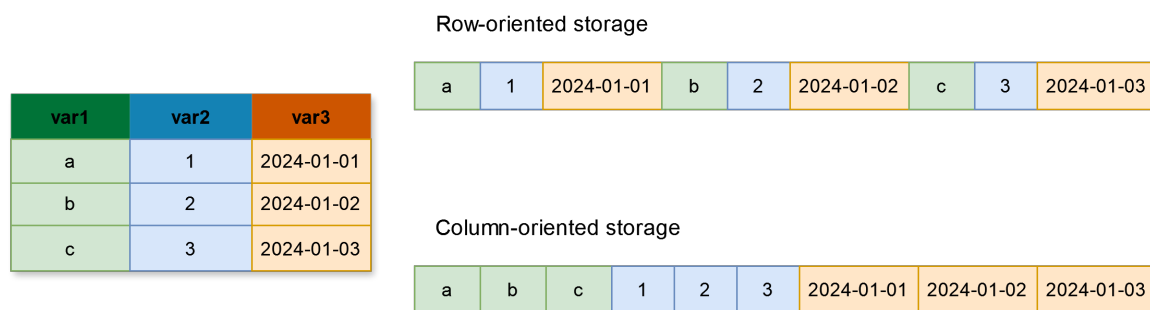 Row-oriented storage
a 1 2024-01-01 b 2 2024-01-02 c 3 2024-01-03
var1 var2 var3
a 1 2024-01-01
b 2 2024-01-02
c 3 2024-01-03
Column-oriented storage
a b c 1 2 3 2024-01-01 2024-01-02 2024-01-03